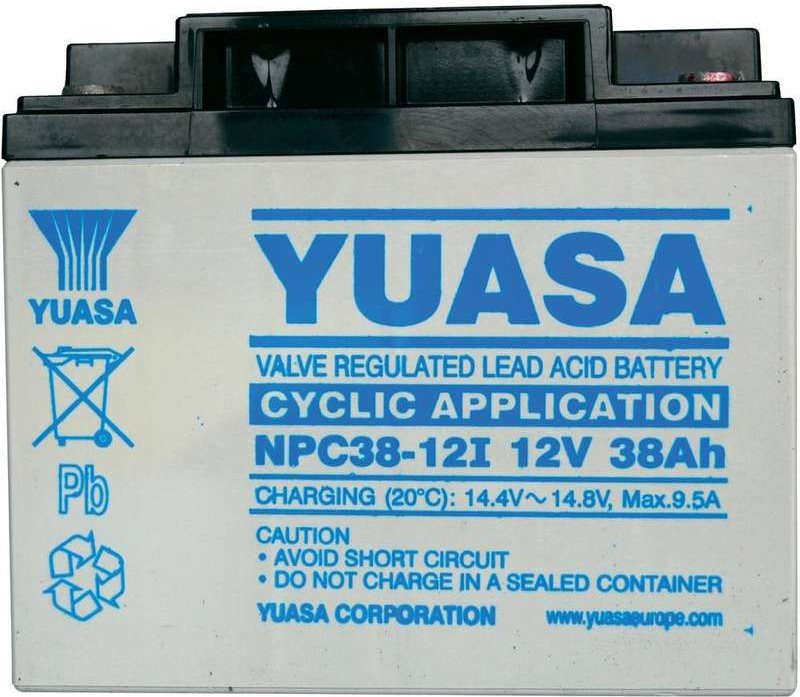 YUASA
Pb
YUASA
VALVE REGULATED LEAD ACID BATTERY
CYCLIC APPLICATION
NPC38-12I 12V 38Ah
CHARGING (20°C): 14.4V～14.8V, Max.9.5A
CAUTION
• AVOID SHORT CIRCUIT
• DO NOT CHARGE IN A SEALED CONTAINER
YUASA CORPORATION www.yuasaeurope.com